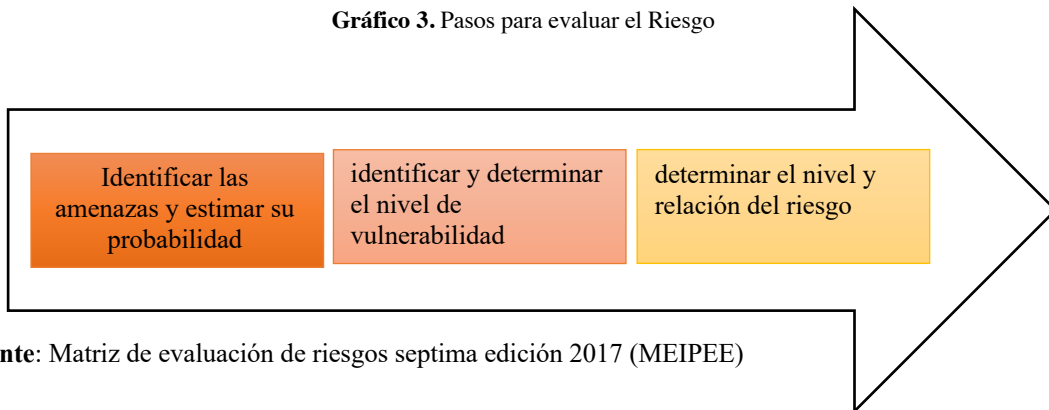 Gráfico 3. Pasos para evaluar el Riesgo
Identificar las
amenazas y estimar su
probabilidad
identificar y determinar
el nivel de
vulnerabilidad
determinar el nivel y
relación del riesgo
nte: Matriz de evaluación de riesgos septima edición 2017 (MEIPEE)